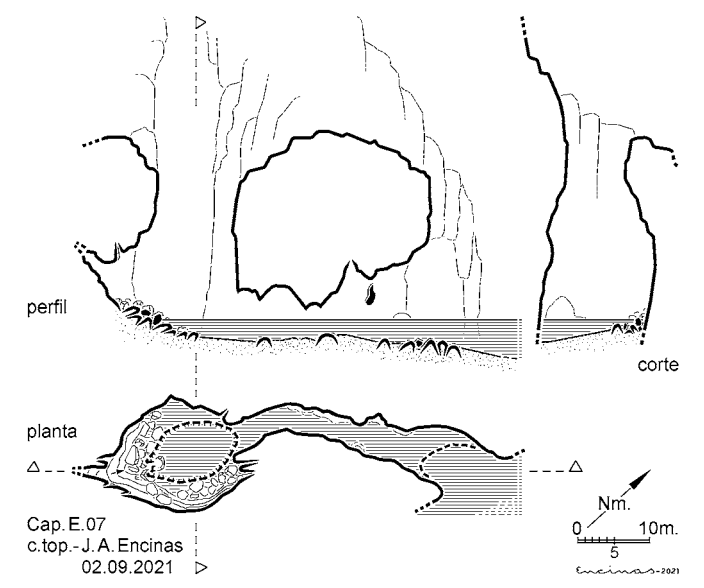 perfil
corte
planta
Cap. E.07
c.top.- J. A. Encinas
02.09.2021
Nm.
0 10m.
5
Encinas-2021